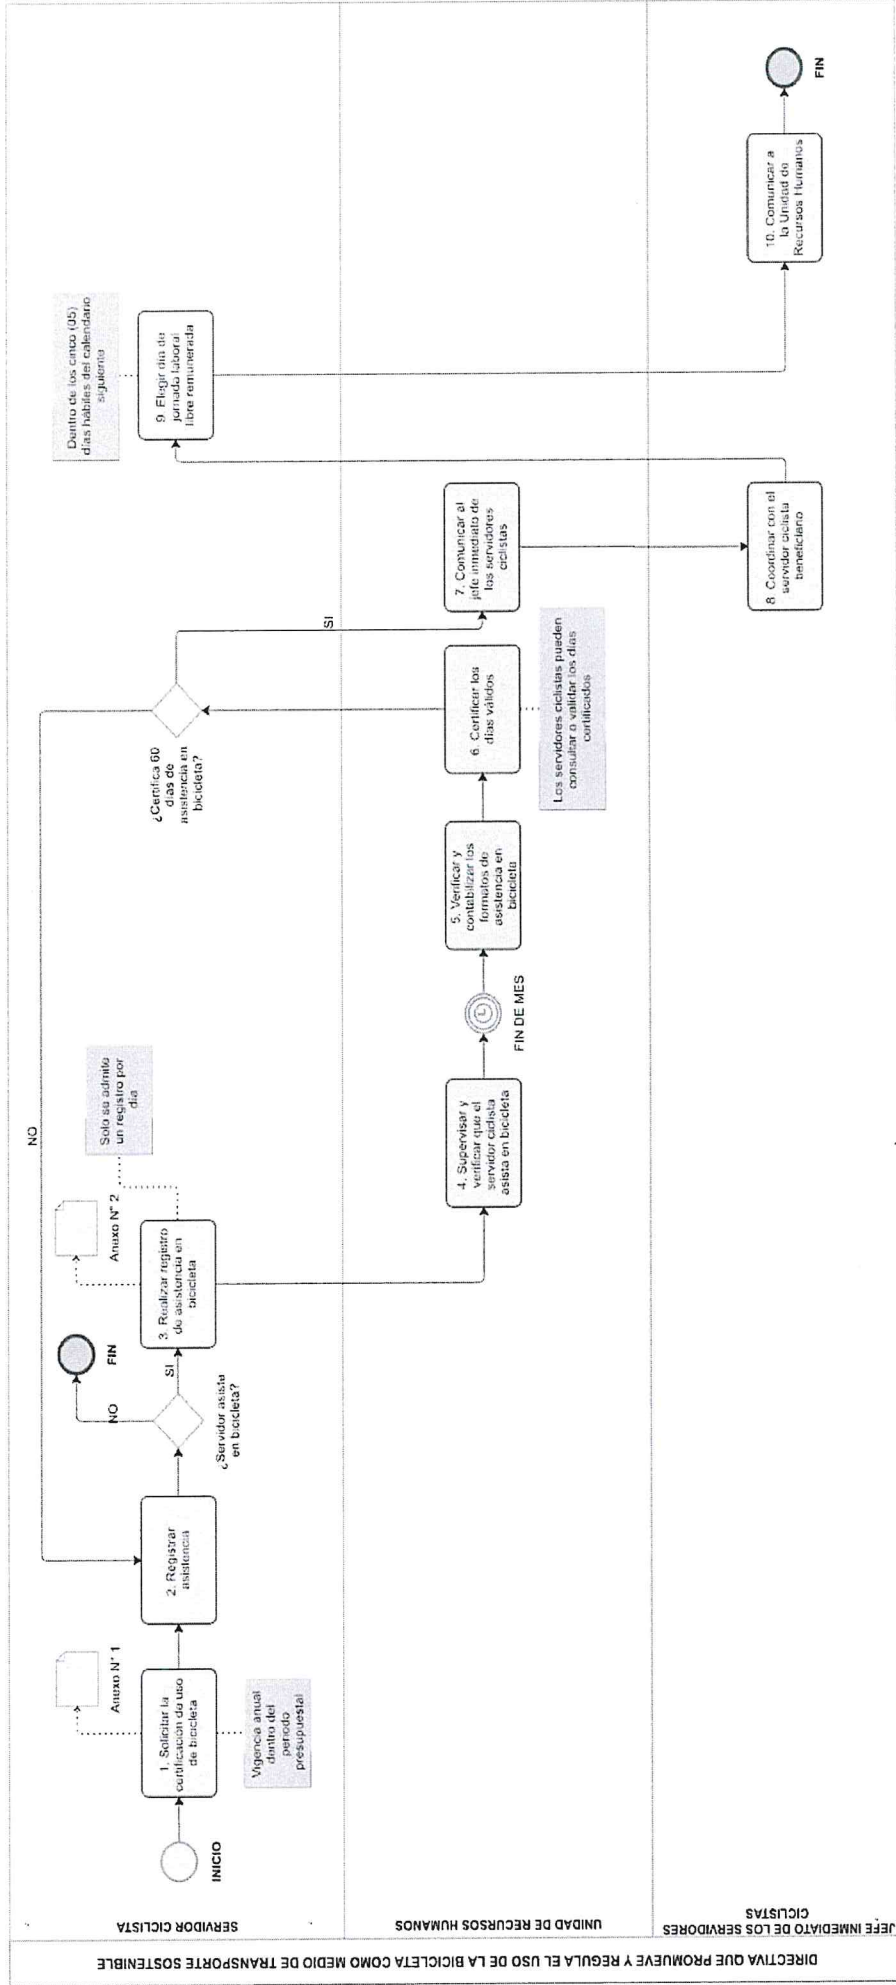 DIRECTIVA QUE PROMUEVE Y REGULA EL USO DE LA BICICLETA COMO MEDIO DE TRANSPORTE SOSTENIBLE
SERVIDOR CICLISTA
INICIO
1. Solicitar la
certificación de uso
de bicicleta
Anexo N° 1
Vigencia anual
dentro del
periodo
presupuestal
2. Registrar
asistencia
¿Servidor asista
en bicicleta?
NO
FIN
SI
3. Realizar registro
de asistencia en
bicicleta
Anexo N° 2
Solo se admite
un registro por
día
NO
¿Certifica 60
días de
asistencia en
bicicleta?
SI
9. Elegir día de
jornada laboral
libre remunerada
Dentro de los cinco (05)
días hábiles del calendario
siguiente
UNIDAD DE RECURSOS HUMANOS
4. Supervisar y
verificar que el
servidor ciclista
asista en bicicleta
FIN DE MES
5. Verificar y
contabilizar los
formatos de
asistencia en
bicicleta
6. Certificar los
días válidos
Los servidores ciclistas pueden
consultar o validar los días
certificados
7. Comunicar al
jefe inmediato de
los servidores
ciclistas
JEFE INMEDIATO DE LOS SERVIDORES
CICLISTAS
8. Coordinar con el
servidor ciclista
beneficiario
10. Comunicar a
la Unidad de
Recursos Humanos
FIN